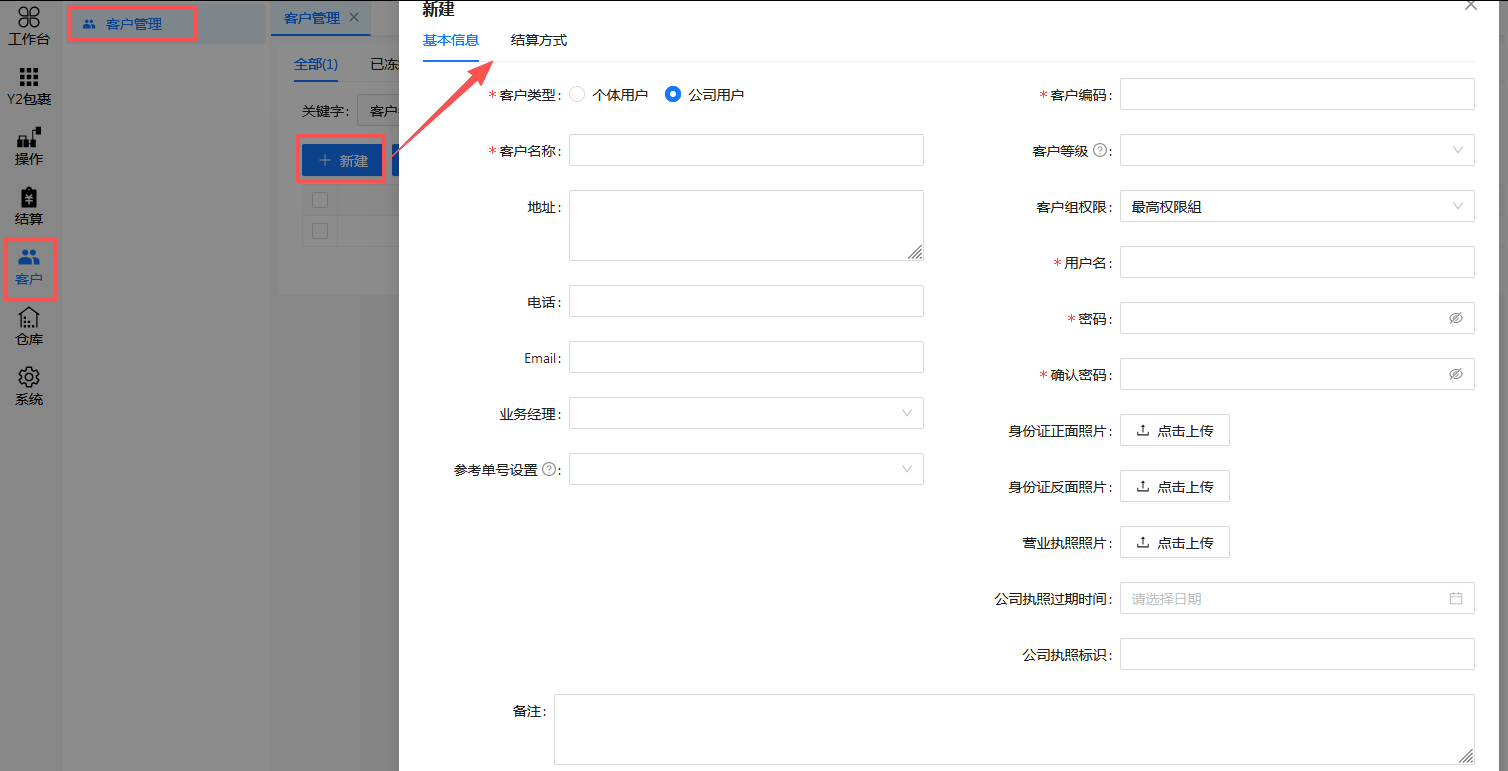 工作台
Y2包裹
操作
结算
客户
仓库
系统
客户管理
客户管理
全部(1) 已冻
关键字: 客户
新建
新建
基本信息 结算方式
*客户类型: 个体用户 公司用户
*客户编码:
*客户名称:
客户等级 ?:
地址:
客户组权限: 最高权限組
*用户名:
电话:
*密码:
Email:
*确认密码:
业务经理:
身份证正面照片: 点击上传
参考单号设置 ?:
身份证反面照片: 点击上传
营业执照照片: 点击上传
公司执照过期时间: 请选择日期
公司执照标识:
备注: